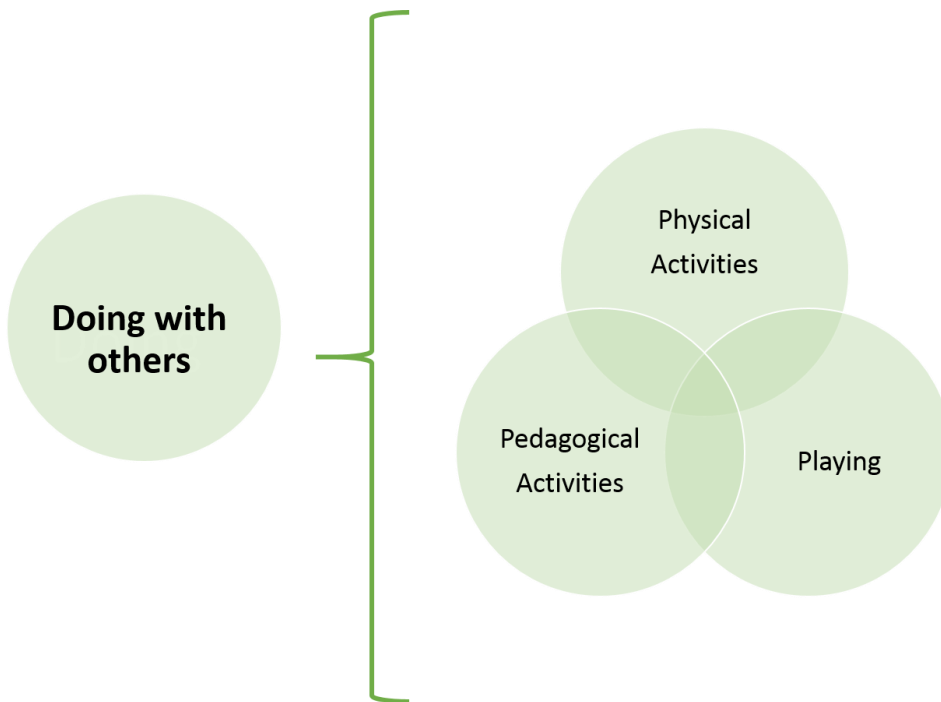 Doing with
others
Physical
Activities
Pedagogical
Activities
Playing